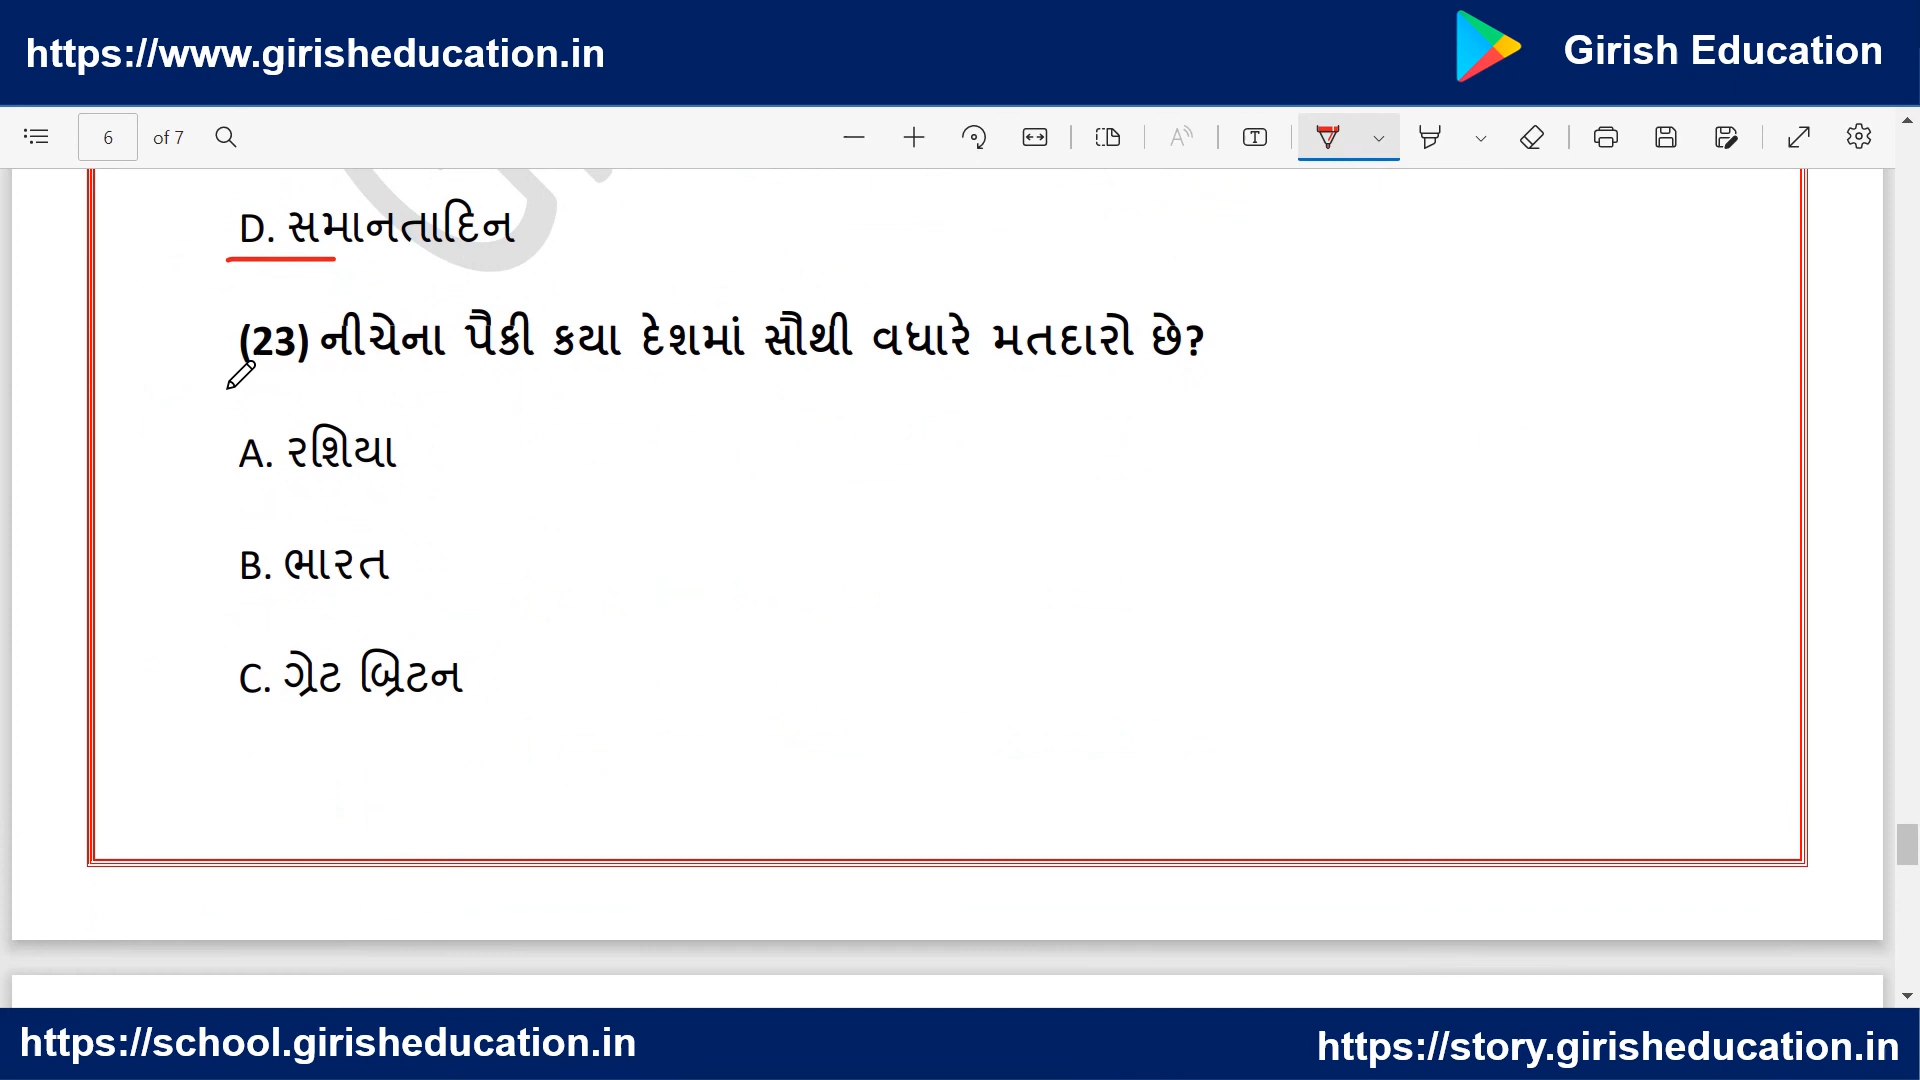 https://www.girisheducation.in
Girish Education
6 of 7
D. સમાનતાદિન
(23) નીચેના પૈકી કયા દેશમાં સૌથી વધારે મતદારો છે?
A. રશિયા
B. ભારત
C. ગ્રેટ બ્રિટન
https://school.girisheducation.in
https://story.girisheducation.in